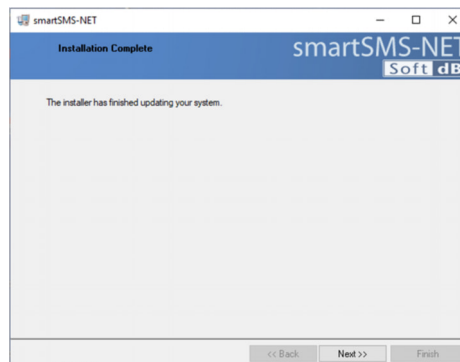 smartSMS-NET
Installation Complete
smartSMS-NET
Soft dB
The installer has finished updating your system.
<< Back
Next >>
Finish